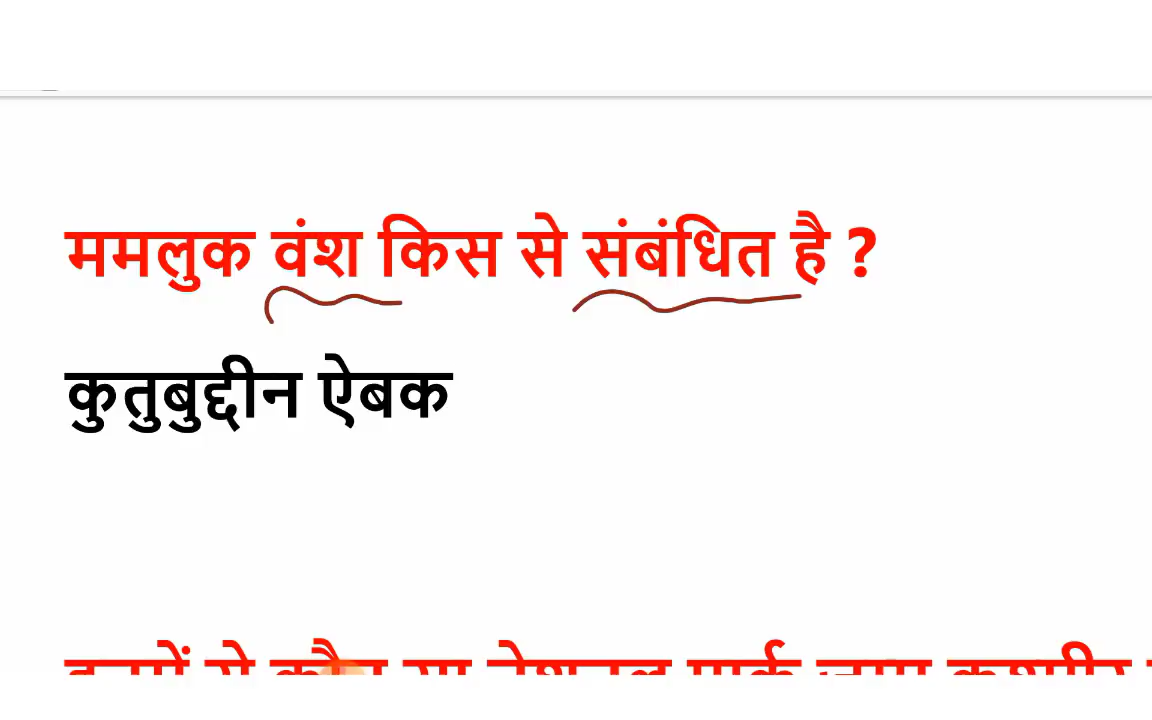 ममलुक वंश किस से संबंधित है ?
कुतुबुद्दीन ऐबक